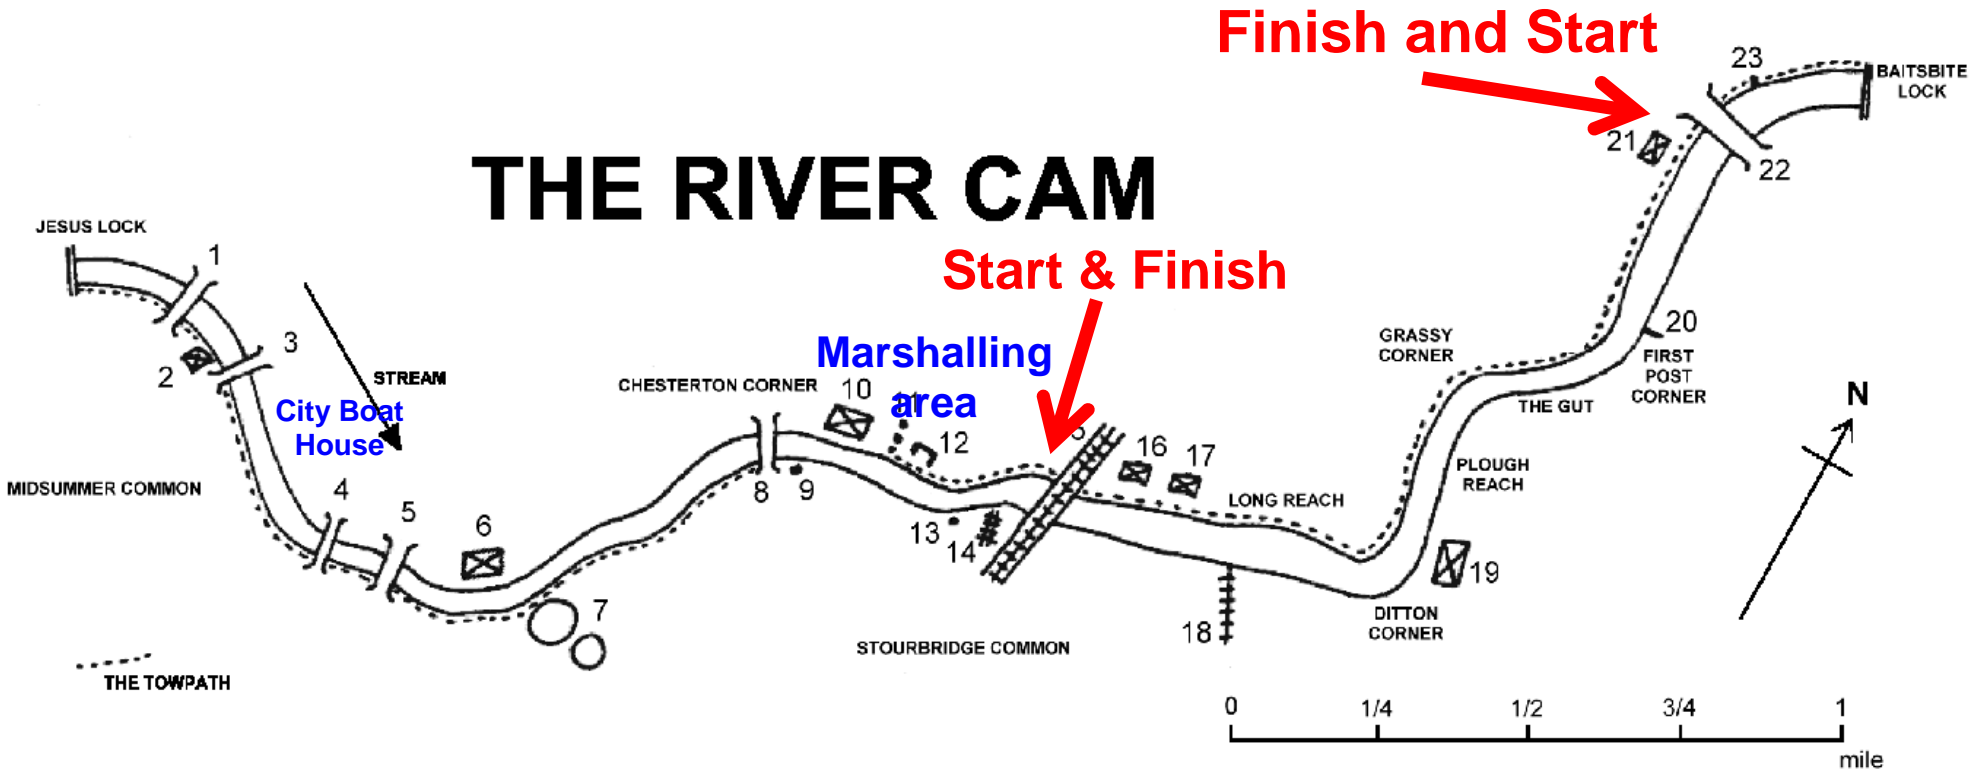 Finish and Start
23
BAITSBITE
LOCK
21
22
THE RIVER CAM
JESUS LOCK
1
Start & Finish
3
2
STREAM
Marshalling
area
GRASSY
CORNER
20
FIRST
POST
CORNER
CHESTERTON CORNER
10
City Boat
House
THE GUT
N
12
16
17
PLOUGH
REACH
MIDSUMMER COMMON
4
5
6
8
9
LONG REACH
13
14
19
7
18
DITTON
CORNER
STOURBRIDGE COMMON
THE TOWPATH
0
1/4
1/2
3/4
1
mile